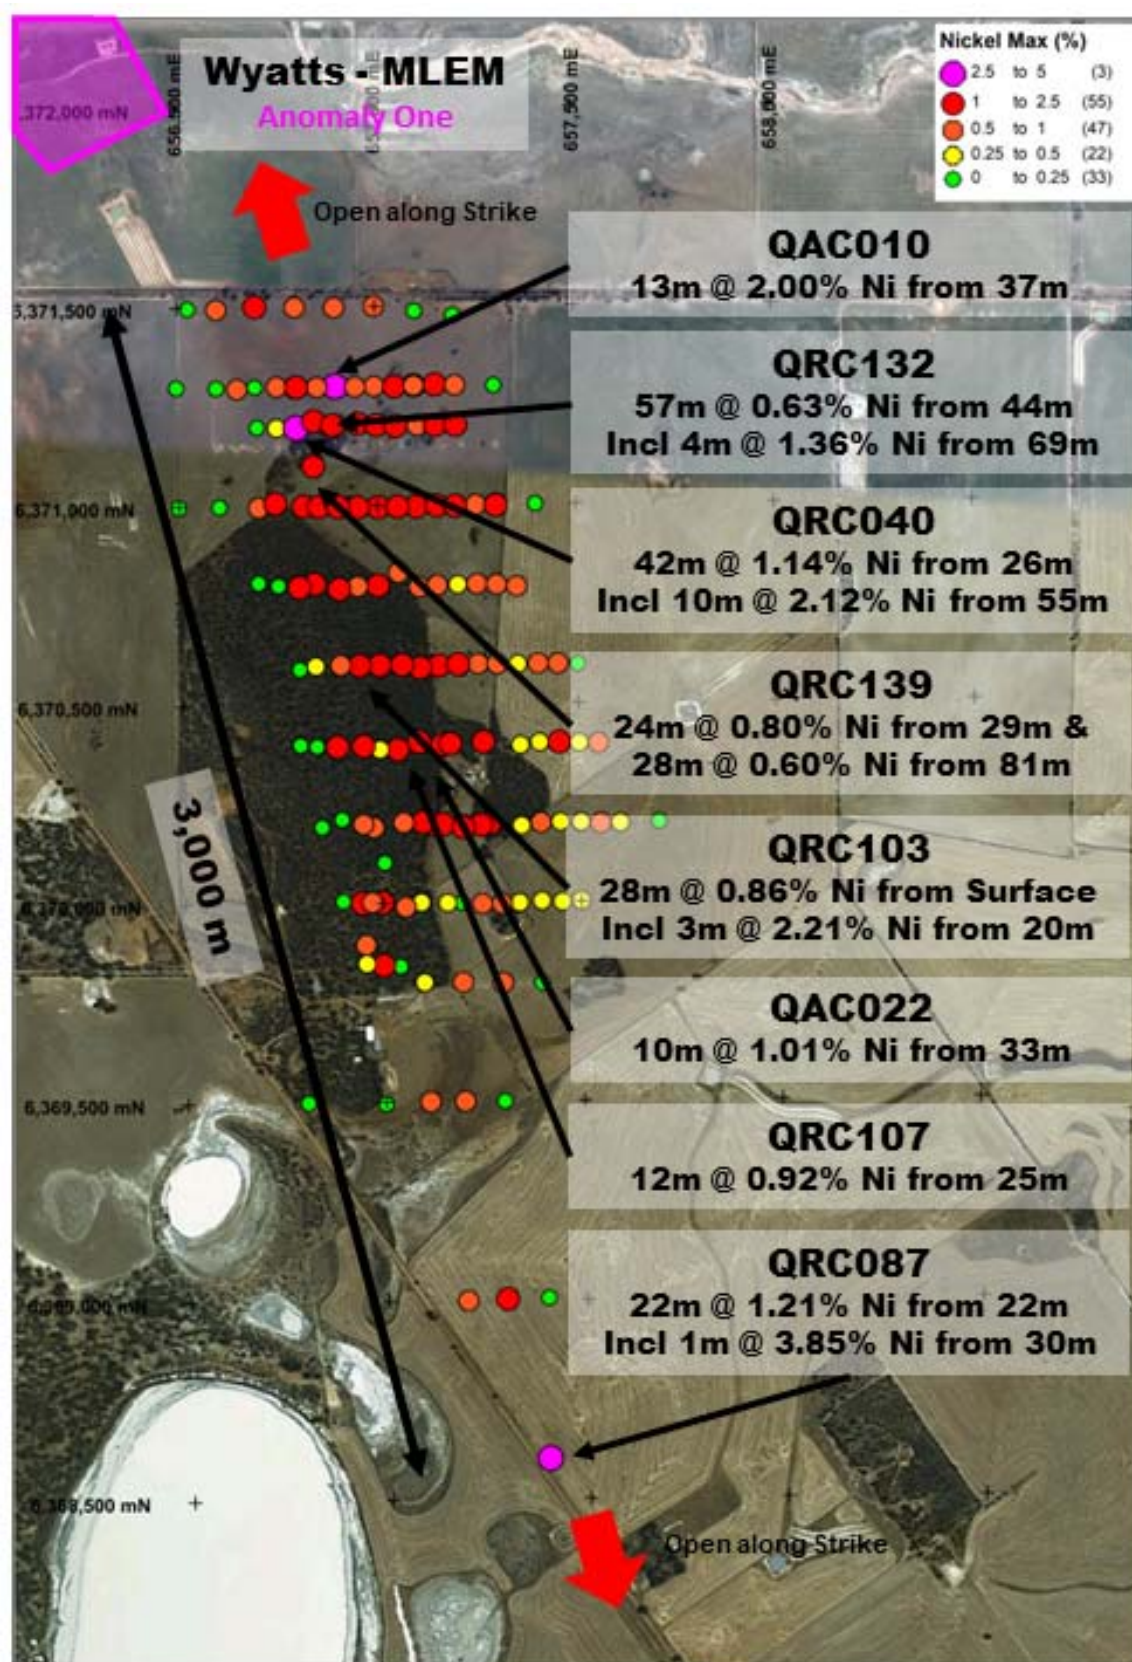 Nickel Max (%)
2.5 to 5 (3)
1 to 2.5 (55)
0.5 to 1 (47)
0.25 to 0.5 (22)
0 to 0.25 (33)
Wyatts - MLEM
Anomaly One
656,500 mE
657,500 mE
658,000 mE
,372,000 mN
Open along Strike
QAC010
13m @ 2.00% Ni from 37m
6,371,500 mN
QRC132
57m @ 0.63% Ni from 44m
Incl 4m @ 1.36% Ni from 69m
6,371,000 mN
QRC040
42m @ 1.14% Ni from 26m
Incl 10m @ 2.12% Ni from 55m
QRC139
24m @ 0.80% Ni from 29m &
28m @ 0.60% Ni from 81m
6,370,500 mN
3,000 m
QRC103
28m @ 0.86% Ni from Surface
Incl 3m @ 2.21% Ni from 20m
6,370,000 mN
QAC022
10m @ 1.01% Ni from 33m
6,369,500 mN
QRC107
12m @ 0.92% Ni from 25m
QRC087
22m @ 1.21% Ni from 22m
Incl 1m @ 3.85% Ni from 30m
6,369,000 mN
6,368,500 mN
Open along Strike